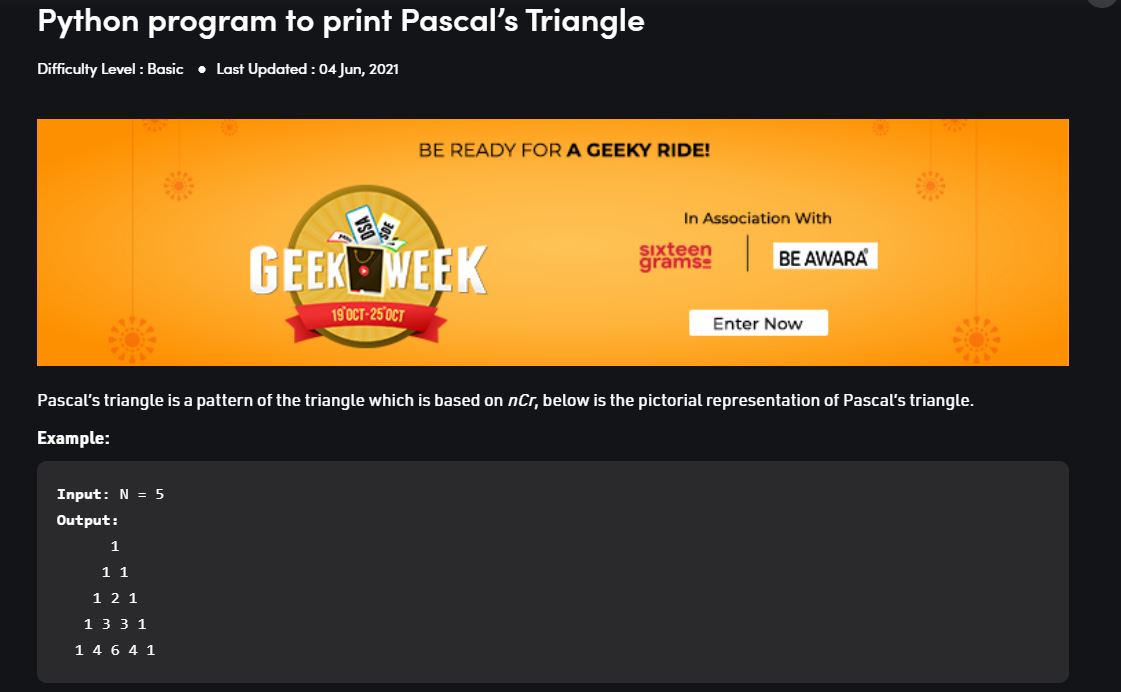 Python program to print Pascal’s Triangle
Difficulty Level : Basic ● Last Updated : 04 Jun, 2021
BE READY FOR A GEEKY RIDE!
DSA
SDE
GEEK WEEK
19 OCT-25 OCT
In Association With
sixteen
grams
BE AWARA
Enter Now
Pascal’s triangle is a pattern of the triangle which is based on nCr, below is the pictorial representation of Pascal’s triangle.
Example:
Input: N = 5
Output:
1
1 1
1 2 1
1 3 3 1
1 4 6 4 1